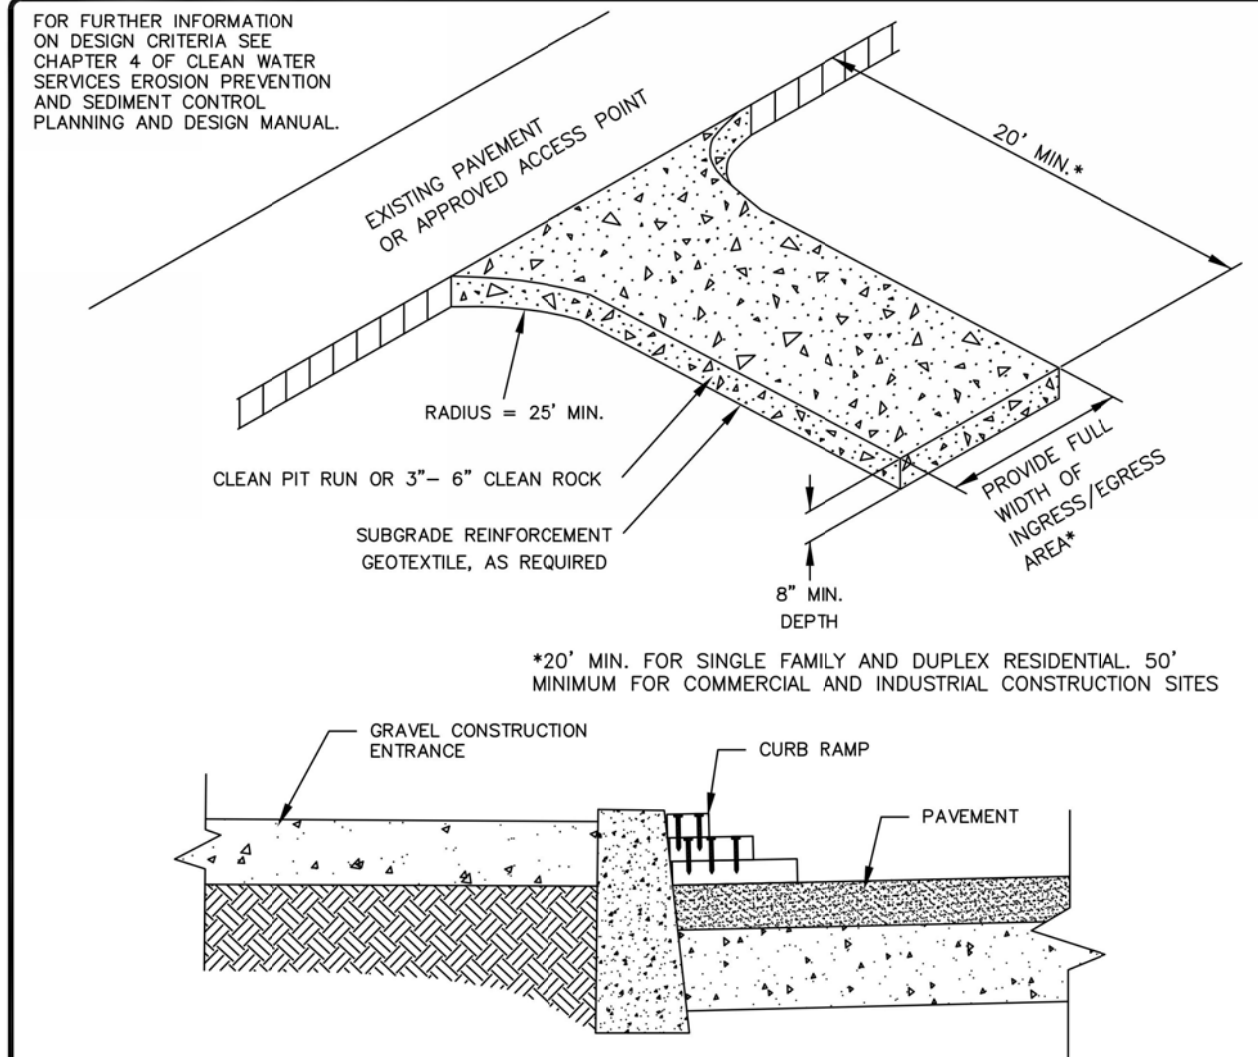 FOR FURTHER INFORMATION
ON DESIGN CRITERIA SEE
CHAPTER 4 OF CLEAN WATER
SERVICES EROSION PREVENTION
AND SEDIMENT CONTROL
PLANNING AND DESIGN MANUAL.
EXISTING PAVEMENT
OR APPROVED ACCESS POINT
20' MIN.*
RADIUS = 25' MIN.
CLEAN PIT RUN OR 3"– 6" CLEAN ROCK
SUBGRADE REINFORCEMENT
GEOTEXTILE, AS REQUIRED
PROVIDE FULL
WIDTH OF
INGRESS/EGRESS
AREA*
8" MIN.
DEPTH
*20' MIN. FOR SINGLE FAMILY AND DUPLEX RESIDENTIAL. 50'
MINIMUM FOR COMMERCIAL AND INDUSTRIAL CONSTRUCTION SITES
GRAVEL CONSTRUCTION
ENTRANCE
CURB RAMP
PAVEMENT